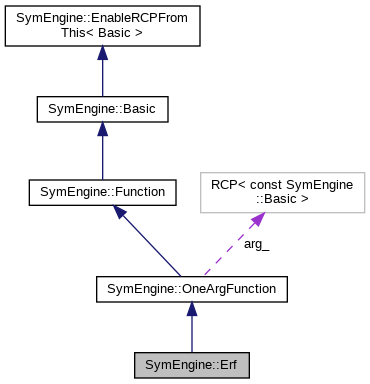 SymEngine::EnableRCPFrom
This< Basic >
SymEngine::Basic
SymEngine::Function
RCP< const SymEngine
::Basic >
arg_
SymEngine::OneArgFunction
SymEngine::Erf